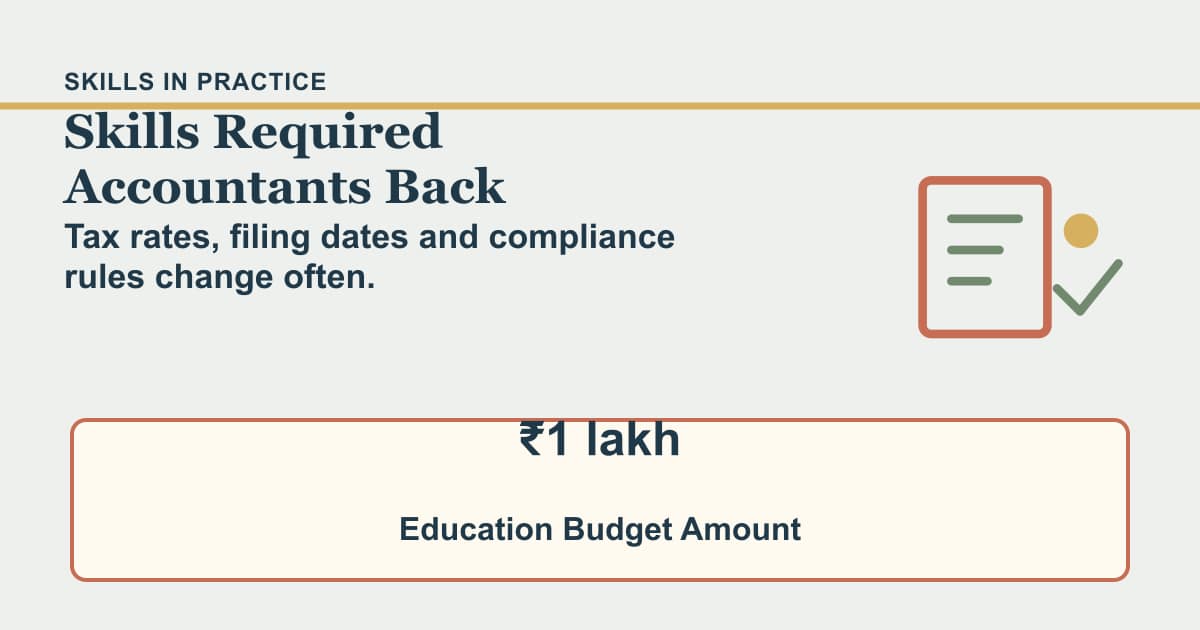 SKILLS IN PRACTICE
Skills Required
Accountants Back
Tax rates, filing dates and compliance
rules change often.
₹1 lakh
Education Budget Amount